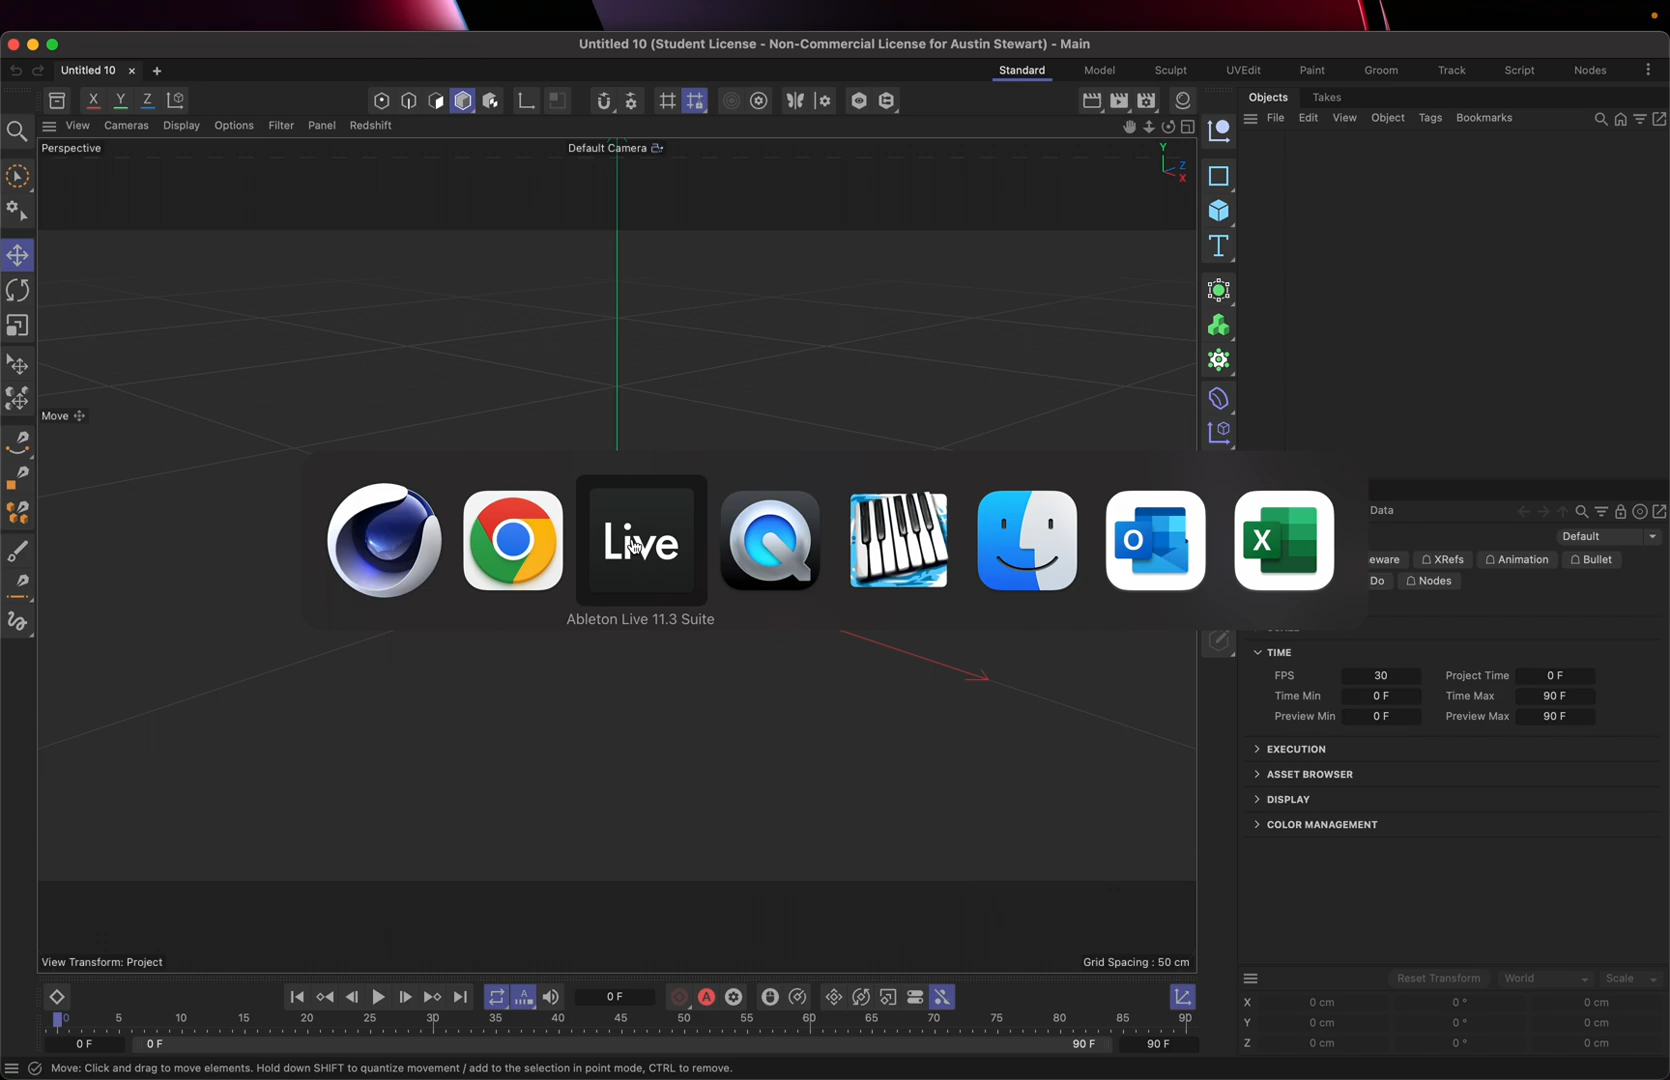 Untitled 10 (Student License - Non-Commercial License for Austin Stewart) - Main
Untitled 10
Standard
Model
Sculpt
UVEdit
Paint
Groom
Track
Script
Nodes
X
Y
Z
Objects
Takes
View
Cameras
Display
Options
Filter
Panel
Redshift
File
Edit
View
Object
Tags
Bookmarks
Perspective
Default Camera
Y
Z
X
T
Move
Live
O
X
Ableton Live 11.3 Suite
Data
Default
eware
XRefs
Animation
Bullet
Do
Nodes
TIME
FPS 30 Project Time 0 F
Time Min 0 F Time Max 90 F
Preview Min 0 F Preview Max 90 F
EXECUTION
ASSET BROWSER
DISPLAY
COLOR MANAGEMENT
View Transform: Project
Grid Spacing : 50 cm
0 F
A
A
Reset Transform
World
Scale
X 0 cm 0 ° 0 cm
Y 0 cm 0 ° 0 cm
Z 0 cm 0 ° 0 cm
0 5 10 15 20 25 30 35 40 45 50 55 60 65 70 75 80 85 90
0 F
0 F
90 F
90 F
Move: Click and drag to move elements. Hold down SHIFT to quantize movement / add to the selection in point mode, CTRL to remove.